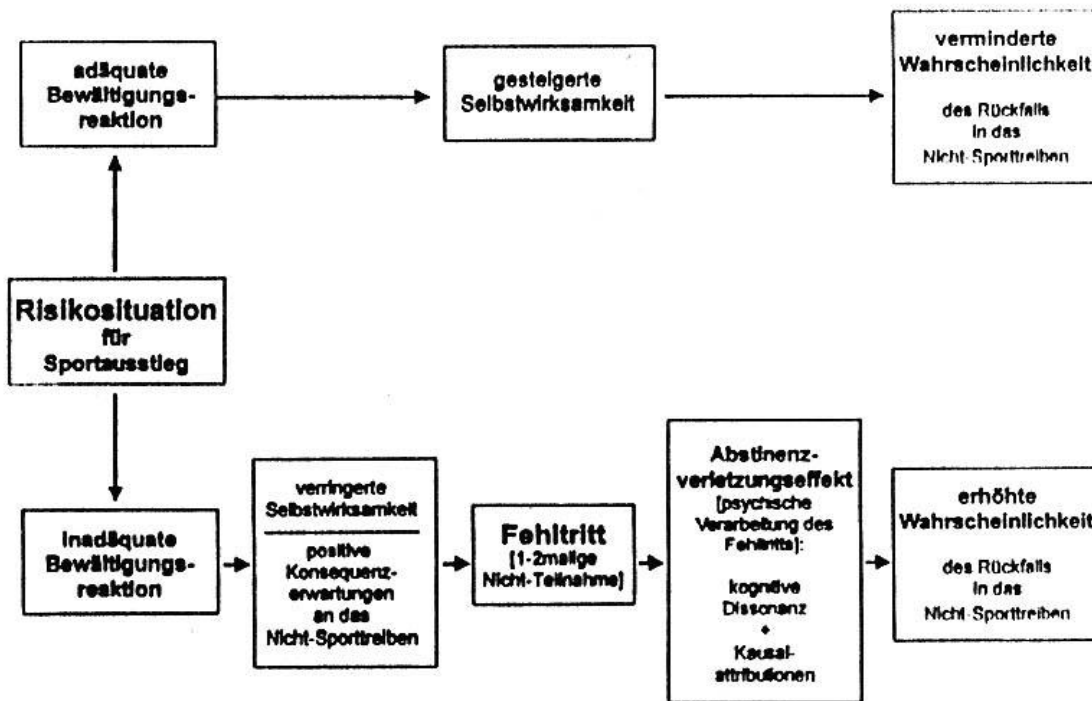 adäquate
Bewältigungs-
reaktion
gesteigerte
Selbstwirksamkeit
verminderte
Wahrscheinlichkeit
des Rückfalls
in das
Nicht-Sporttreiben
Risikosituation
für
Sportausstieg
inadäquate
Bewältigungs-
reaktion
verringerte
Selbstwirksamkeit
positive
Konsequenz-
erwartungen
an das
Nicht-Sporttreiben
Fehltritt
[1-2malige
Nicht-Teilnahme]
Abstinenz-
verletzungseffekt
[psychische
Verarbeitung des
Fehltritts]:
kognitive
Dissonanz
+
Kausal-
attributionen
erhöhte
Wahrscheinlichkeit
des Rückfalls
in das
Nicht-Sporttreiben